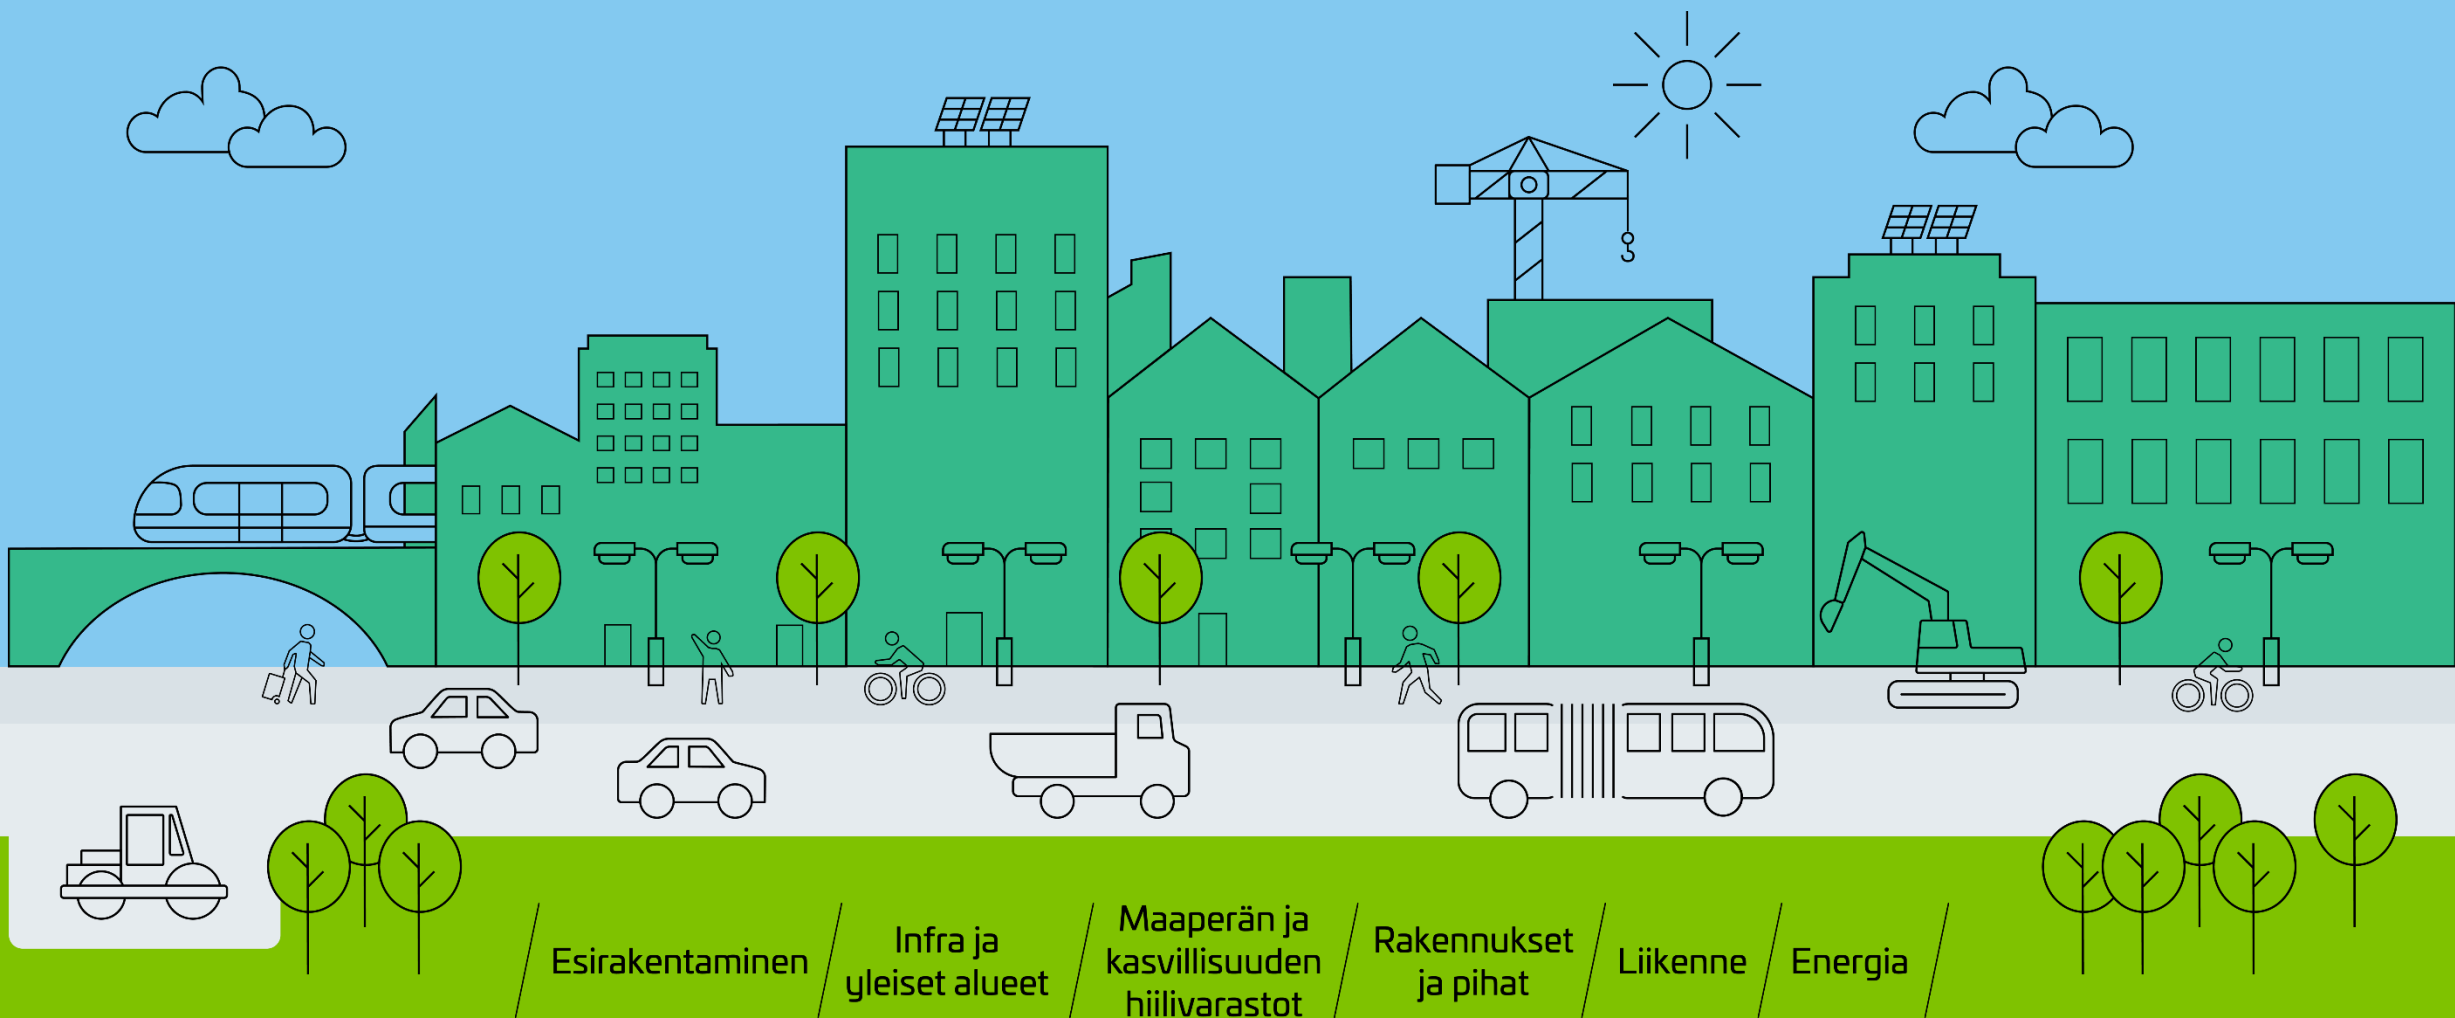 Esirakentaminen
Infra ja
yleiset alueet
Maaperän ja
kasvillisuuden
hiilivarastot
Rakennukset
ja pihat
Liikenne
Energia